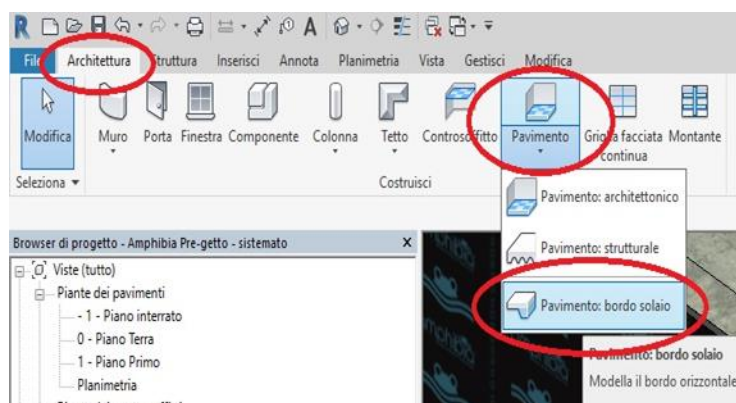 File Architettura Struttura Inserisci Annota Planimetria Vista Gestisci Modifica
Modifica Muro Porta Finestra Componente Colonna Tetto Controsoffitto Pavimento Griglia facciata continua Montante
Seleziona Costruisci
Pavimento: architettonico
Pavimento: strutturale
Pavimento: bordo solaio
Browser di progetto - Amphibia Pre-getto - sistemato X
Viste (tutto)
Piante dei pavimenti
- 1 - Piano interrato
0 - Piano Terra
1 - Piano Primo
Planimetria
Pavimento: bordo solaio
Modella il bordo orizzontale